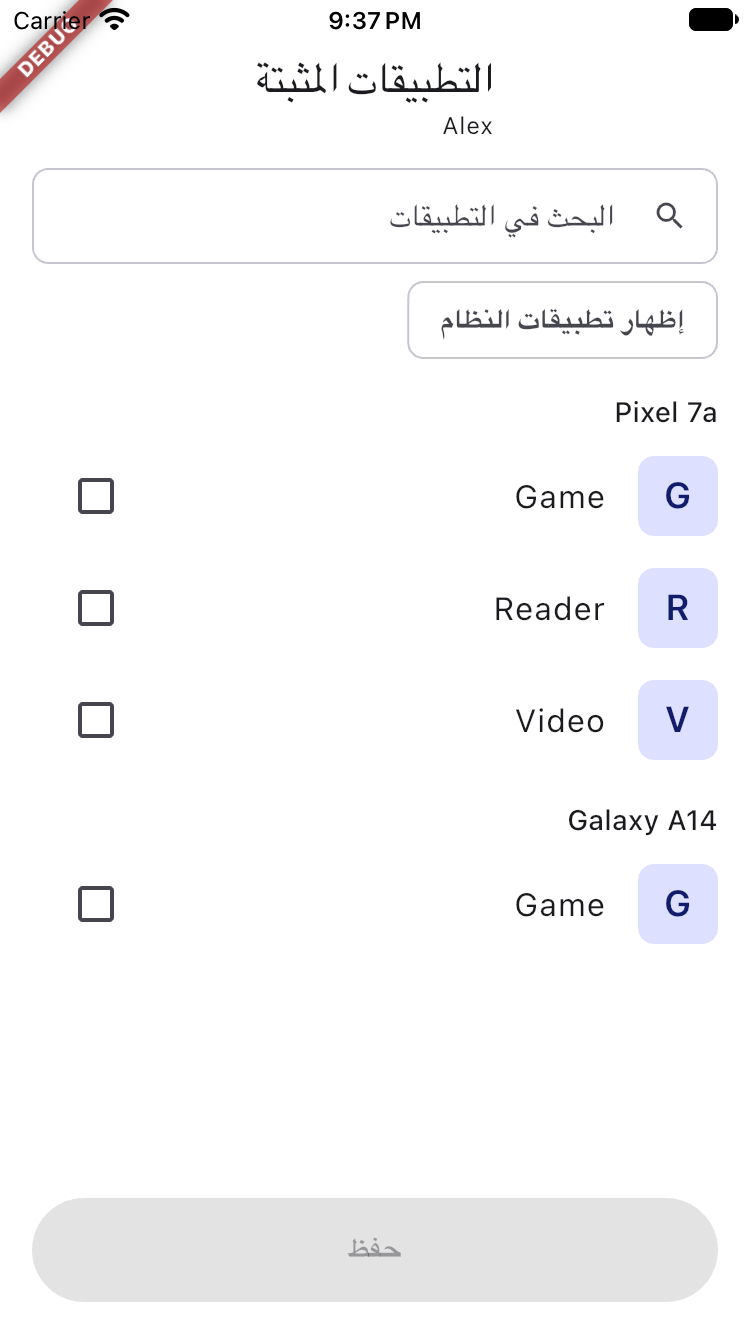 Carrier 9:37 PM
DEBUG
التطبيقات المثبتة
Alex
البحث في التطبيقات
إظهار تطبيقات النظام
Pixel 7a
G Game
R Reader
V Video
Galaxy A14
G Game
حفظ